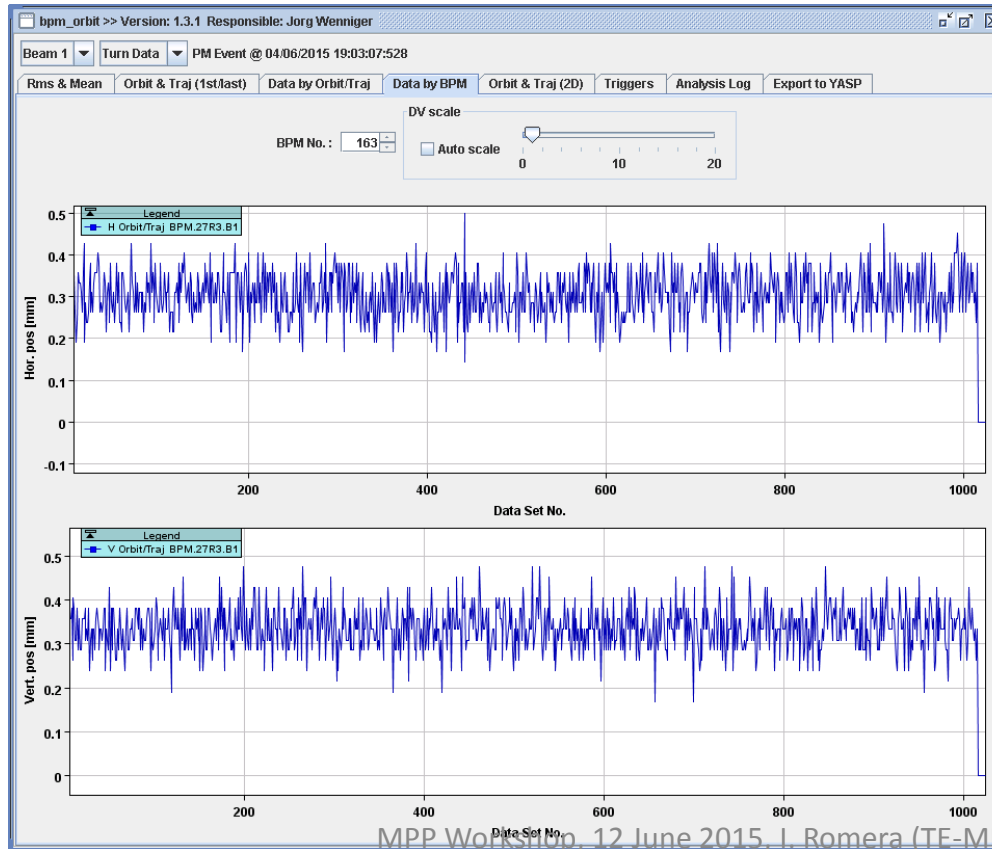 bpm_orbit >> Version: 1.3.1 Responsible: Jorg Wenniger
Beam 1 Turn Data PM Event @ 04/06/2015 19:03:07:528
Rms & Mean Orbit & Traj (1st/last) Data by Orbit/Traj Data by BPM Orbit & Traj (2D) Triggers Analysis Log Export to YASP
DV scale
BPM No. : 163 Auto scale
0 10 20
Legend
H Orbit/Traj BPM.27R3.B1
Hor. pos [mm]
0.5
0.4
0.3
0.2
0.1
0
-0.1
200 400 600 800 1000
Data Set No.
Legend
V Orbit/Traj BPM.27R3.B1
Vert. pos [mm]
0.5
0.4
0.3
0.2
0.1
0
200 400 600 800 1000
Data Set No.
MPP Workshop, 12 June 2015, I. Romera (TE-M